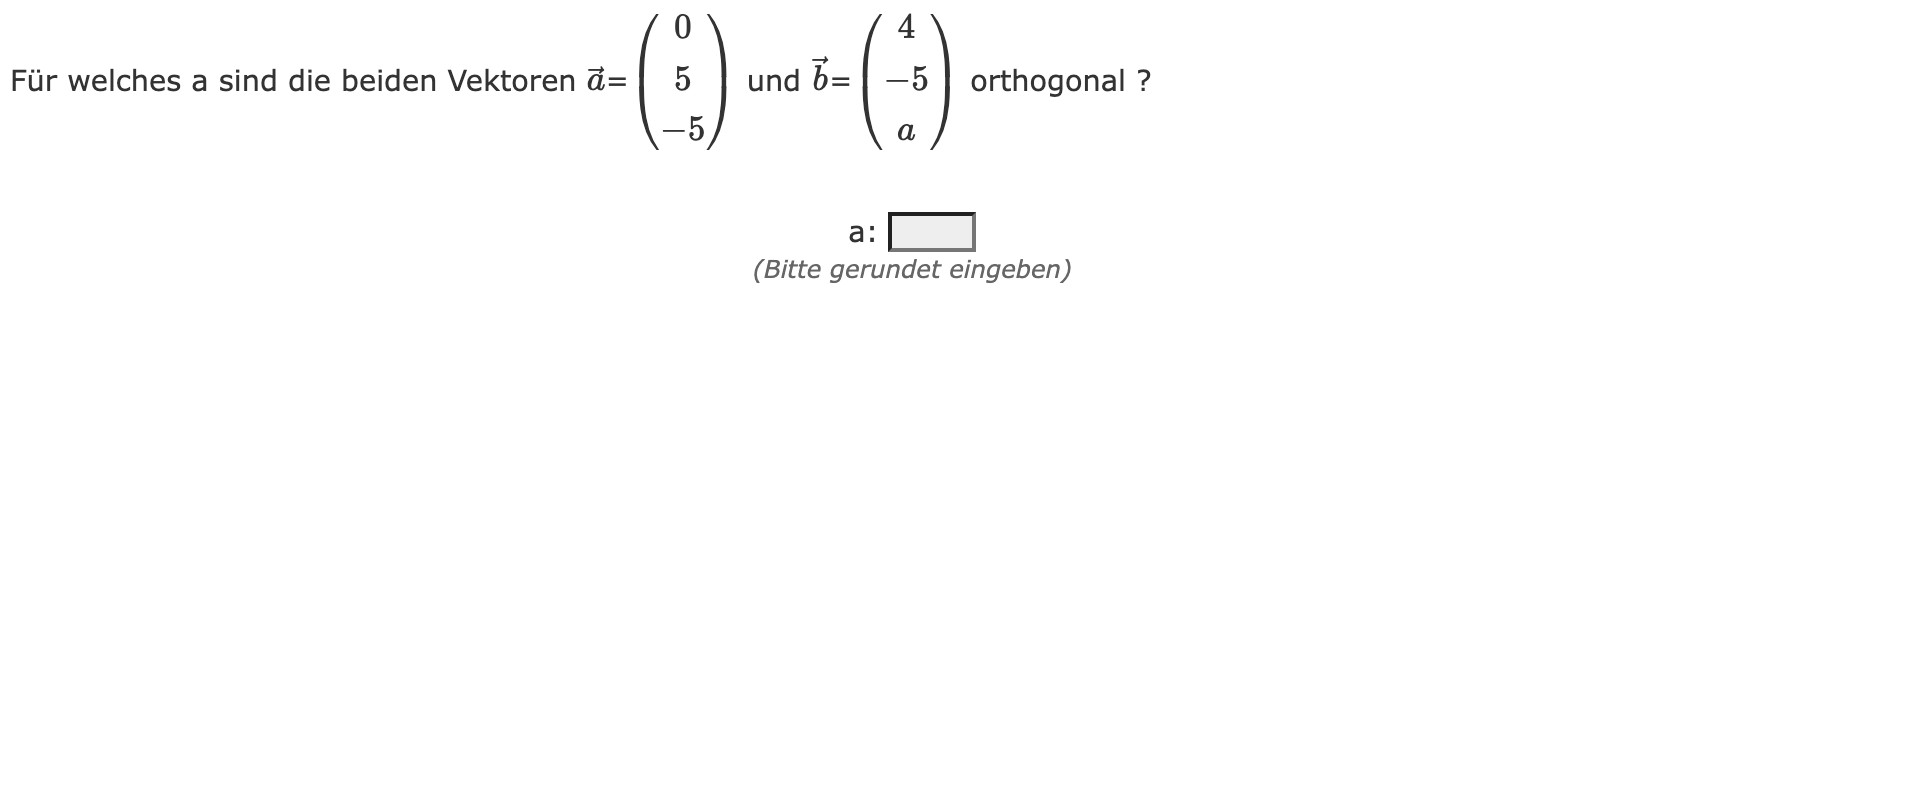 Für welches a sind die beiden Vektoren $\vec{a}$= $\begin{pmatrix} 0 \\ 5 \\ -5 \end{pmatrix}$ und $\vec{b}$= $\begin{pmatrix} 4 \\ -5 \\ a \end{pmatrix}$ orthogonal ?
a:
(Bitte gerundet eingeben)